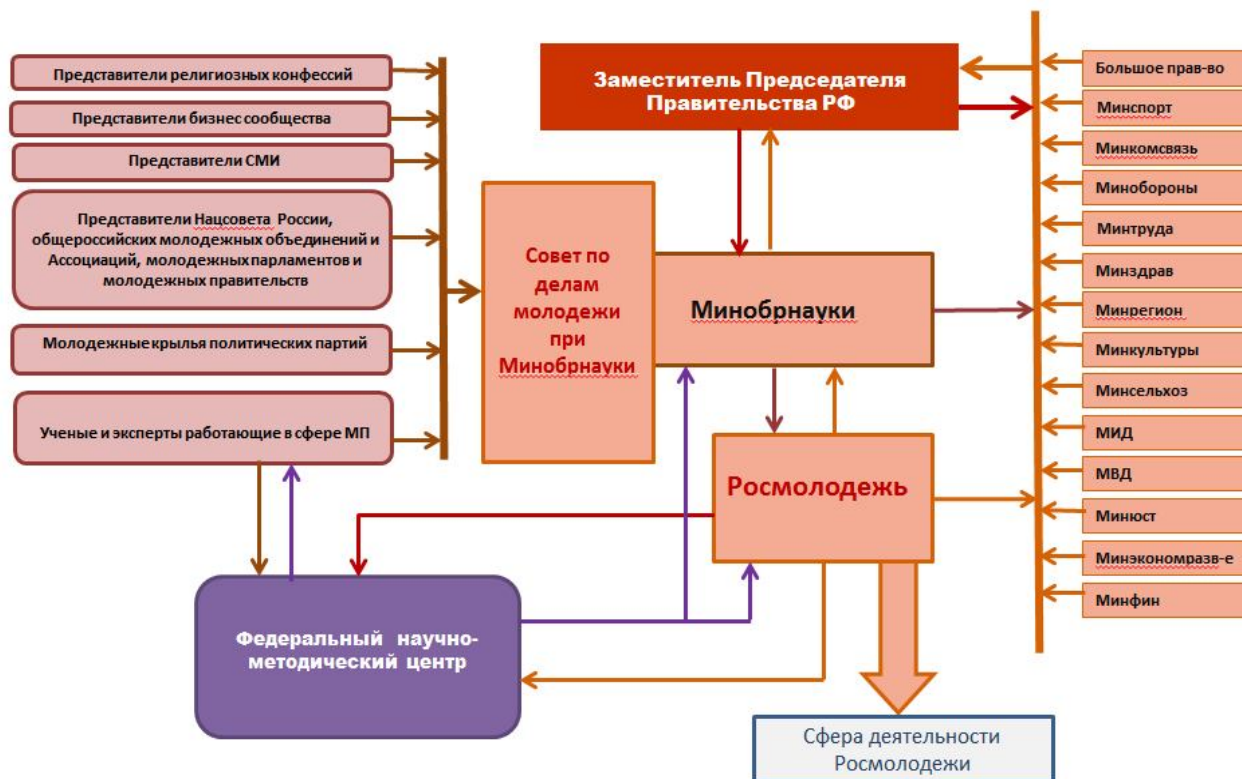 Представители религиозных конфессий
Представители бизнес сообщества
Представители СМИ
Представители Нацсовета России,
общероссийских молодежных объединений и
Ассоциаций, молодежных парламентов и
молодежных правительств
Молодежные крылья политических партий
Ученые и эксперты работающие в сфере МП
Совет по
делам
молодежи
при
Минобрнауки
Заместитель Председателя
Правительства РФ
Минобрнауки
Росмолодежь
Федеральный научно-
методический центр
Сфера деятельности
Росмолодежи
Большое прав-во
Минспорт
Минкомсвязь
Минобороны
Минтруда
Минздрав
Минрегион
Минкультуры
Минсельхоз
МИД
МВД
Минюст
Минэкономразв-е
Минфин